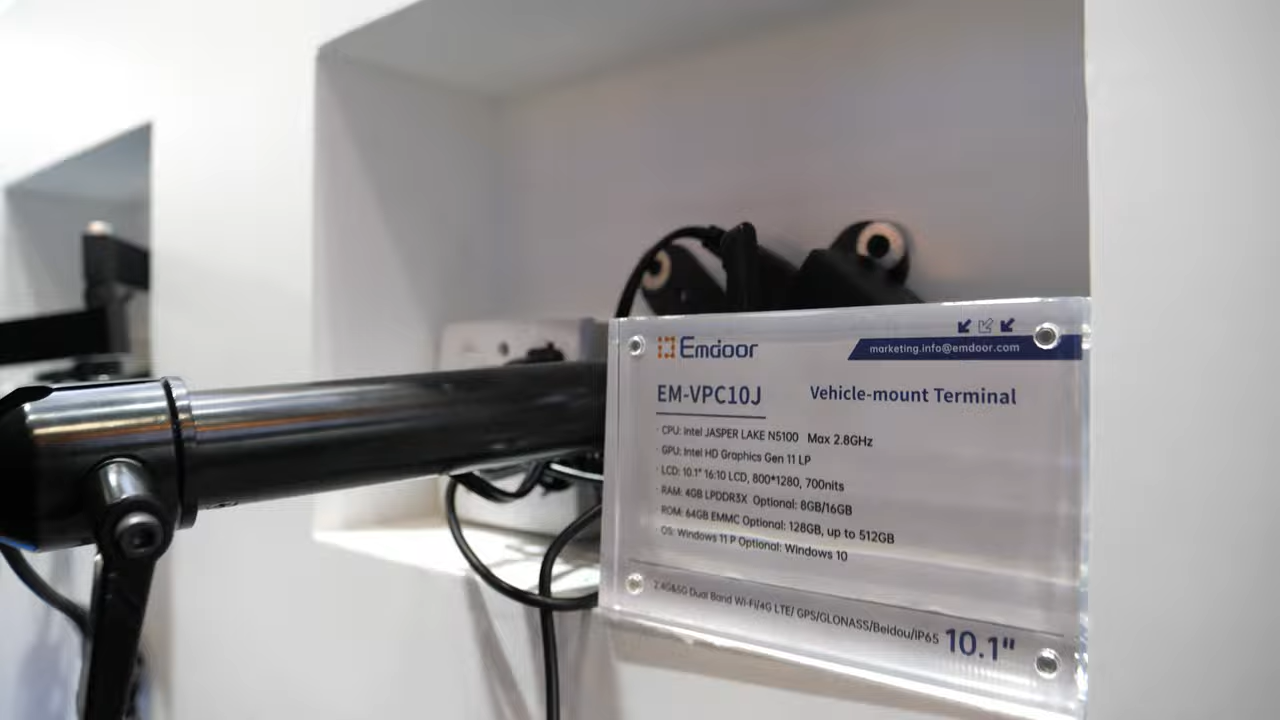 Emdoor
marketing.info@emdoor.com
EM-VPC10J Vehicle-mount Terminal
· CPU: Intel JASPER LAKE N5100 Max 2.8GHz
· GPU: Intel HD Graphics Gen 11 LP
· LCD: 10.1" 16:10 LCD, 800*1280, 700nits
· RAM: 4GB LPDDR3X Optional: 8GB/16GB
· ROM: 64GB EMMC Optional: 128GB, up to 512GB
· OS: Windows 11 P Optional: Windows 10
2.4G&5G Dual Band Wi-Fi/4G LTE/ GPS/GLONASS/Beidou/IP65 10.1"